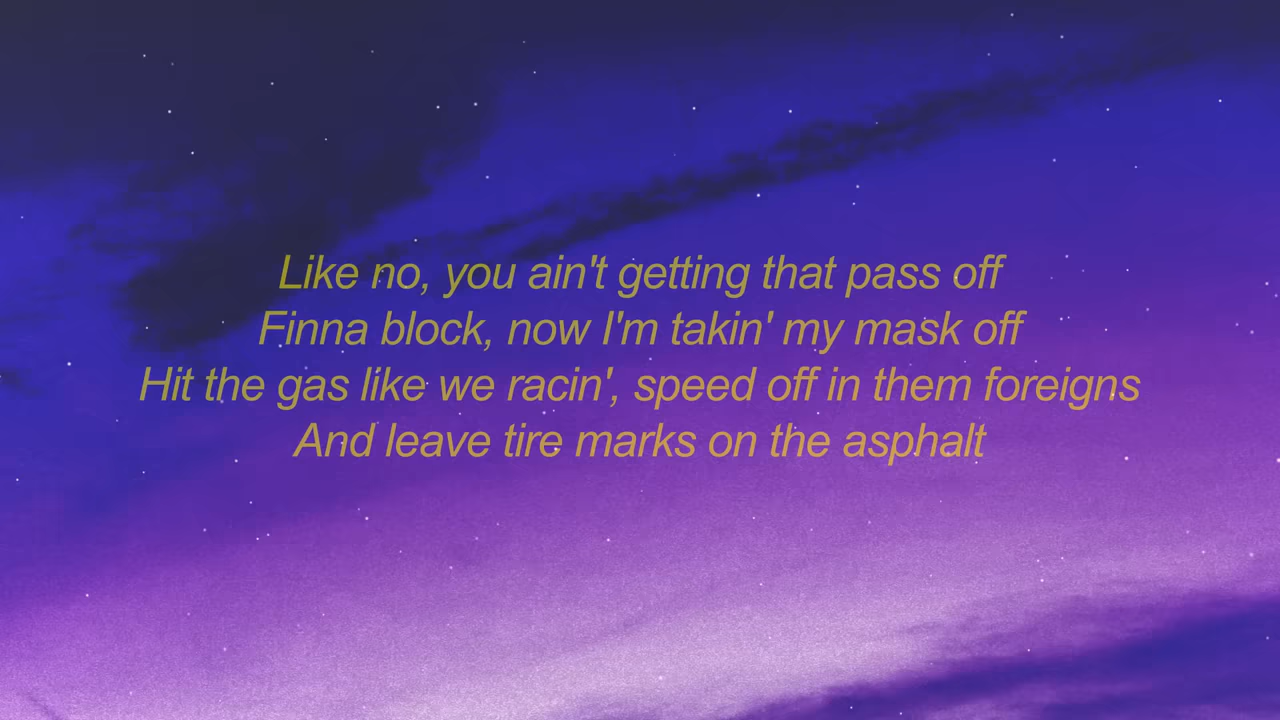 Like no, you ain't getting that pass off
Finna block, now I'm takin' my mask off
Hit the gas like we racin', speed off in them foreigns
And leave tire marks on the asphalt